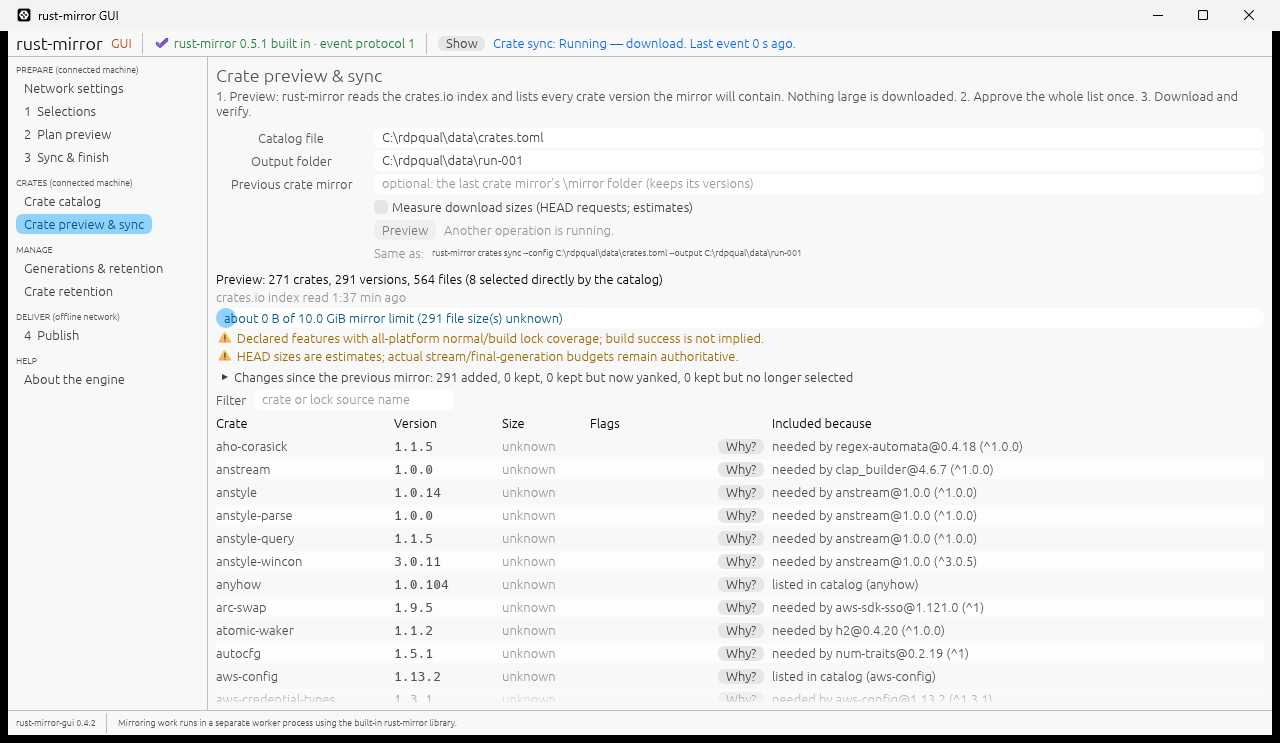 rust-mirror GUI
rust-mirror GUI
rust-mirror 0.5.1 built in · event protocol 1
Show
Crate sync: Running — download. Last event 0 s ago.
PREPARE (connected machine)
Network settings
1 Selections
2 Plan preview
3 Sync & finish
CRATES (connected machine)
Crate catalog
Crate preview & sync
MANAGE
Generations & retention
Crate retention
DELIVER (offline network)
4 Publish
HELP
About the engine
Crate preview & sync
1. Preview: rust-mirror reads the crates.io index and lists every crate version the mirror will contain. Nothing large is downloaded. 2. Approve the whole list once. 3. Download and
verify.
Catalog file C:\rdpqual\data\crates.toml
Output folder C:\rdpqual\data\run-001
Previous crate mirror optional: the last crate mirror's \mirror folder (keeps its versions)
Measure download sizes (HEAD requests; estimates)
Preview Another operation is running.
Same as: rust-mirror crates sync --config C:\rdpqual\data\crates.toml --output C:\rdpqual\data\run-001
Preview: 271 crates, 291 versions, 564 files (8 selected directly by the catalog)
crates.io index read 1:37 min ago
about 0 B of 10.0 GiB mirror limit (291 file size(s) unknown)
Declared features with all-platform normal/build lock coverage; build success is not implied.
HEAD sizes are estimates; actual stream/final-generation budgets remain authoritative.
Changes since the previous mirror: 291 added, 0 kept, 0 kept but now yanked, 0 kept but no longer selected
Filter crate or lock source name
Crate Version Size Flags Included because
aho-corasick 1.1.5 unknown Why? needed by regex-automata@0.4.18 (^1.0.0)
anstream 1.0.0 unknown Why? needed by clap_builder@4.6.7 (^1.0.0)
anstyle 1.0.14 unknown Why? needed by anstream@1.0.0 (^1.0.0)
anstyle-parse 1.0.0 unknown Why? needed by anstream@1.0.0 (^1.0.0)
anstyle-query 1.1.5 unknown Why? needed by anstream@1.0.0 (^1.0.0)
anstyle-wincon 3.0.11 unknown Why? needed by anstream@1.0.0 (^3.0.5)
anyhow 1.0.104 unknown Why? listed in catalog (anyhow)
arc-swap 1.9.5 unknown Why? needed by aws-sdk-sso@1.121.0 (^1)
atomic-waker 1.1.2 unknown Why? needed by h2@0.4.20 (^1.0.0)
autocfg 1.5.1 unknown Why? needed by num-traits@0.2.19 (^1)
aws-config 1.13.2 unknown Why? listed in catalog (aws-config)
aws-credential-types 1.3.1 unknown Why? needed by aws-config@1.13.2 (^1.3.1)
rust-mirror-gui 0.4.2
Mirroring work runs in a separate worker process using the built-in rust-mirror library.